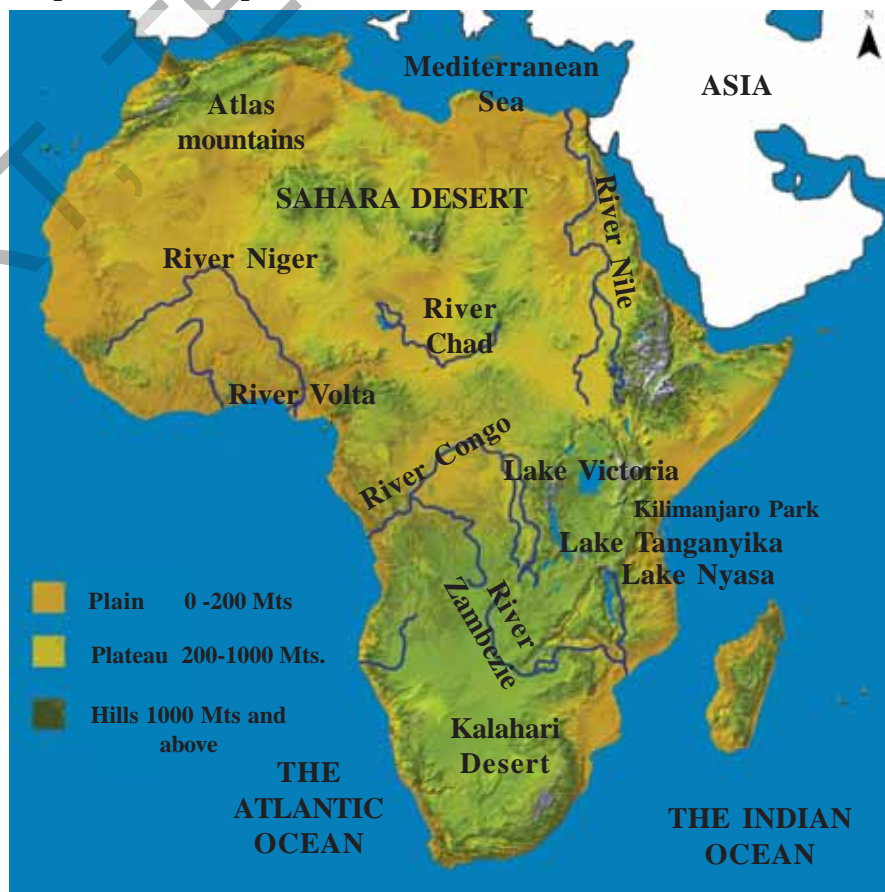 N
Mediterranean
Sea
ASIA
Atlas
mountains
SAHARA DESERT
River Nile
River Niger
River
Chad
River Volta
River Congo
Lake Victoria
Kilimanjaro Park
Lake Tanganyika
Lake Nyasa
River
Zambezie
Plain 0 -200 Mts
Plateau 200-1000 Mts.
Hills 1000 Mts and
above
Kalahari
Desert
THE
ATLANTIC
OCEAN
THE INDIAN
OCEAN